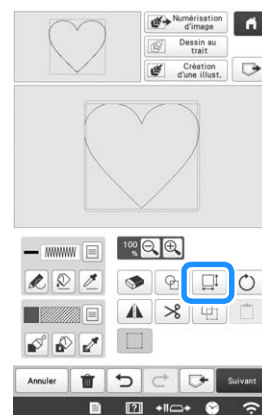 Numérisation
d'image
Dessin au
trait
Création
d'une illust.
100
%
Annuler
Suivant